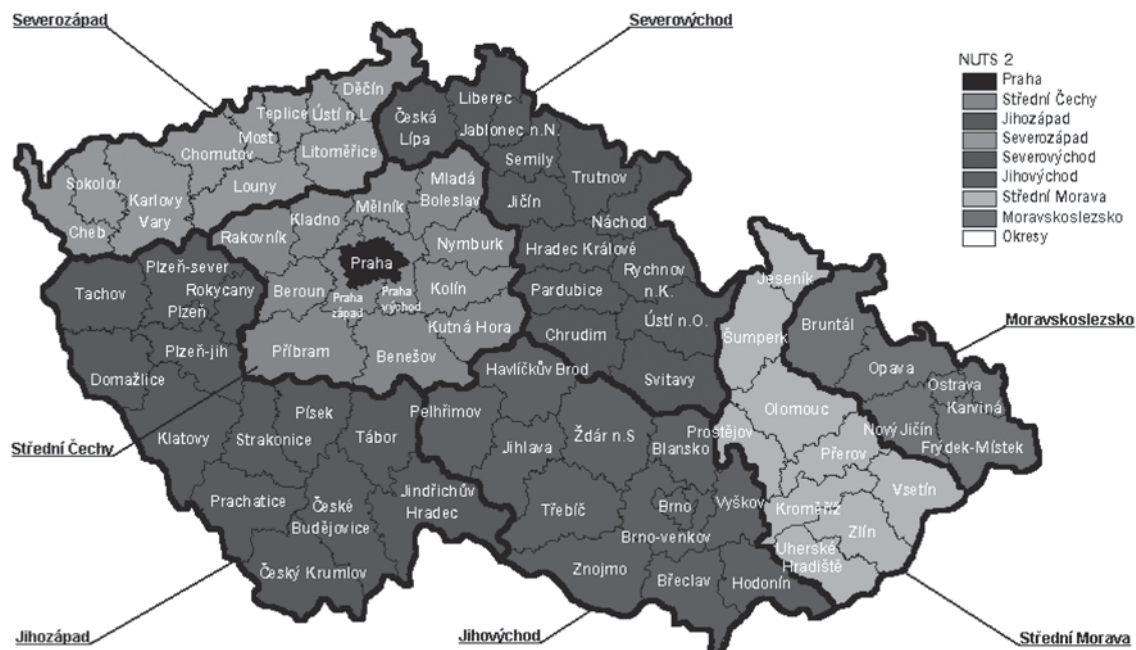 Severozápad
Severovýchod
NUTS 2
Praha
Střední Čechy
Jihozápad
Severozápad
Severovýchod
Jihovýchod
Střední Morava
Moravskoslezsko
Okresy
Děčín
Teplice
Ústí n.L.
Most
Chomutov
Litoměřice
Louny
Sokolov
Karlovy
Vary
Cheb
Česká
Lípa
Liberec
Jablonec n.N.
Semily
Trutnov
Jičín
Náchod
Hradec Králové
Rychnov
n.K.
Pardubice
Ústí n.O.
Chrudim
Svitavy
Mladá
Boleslav
Mělník
Kladno
Rakovník
Nymburk
Praha
Beroun
Praha
západ
Praha
východ
Kolín
Kutná Hora
Příbram
Benešov
Plzeň-sever
Rokycany
Tachov
Plzeň
Plzeň-jih
Domažlice
Klatovy
Písek
Strakonice
Tábor
Prachatice
České
Budějovice
Jindřichův
Hradec
Český Krumlov
Havlíčkův Brod
Pelhřimov
Jihlava
Ždár n.S
Blansko
Třebíč
Brno
Vyškov
Brno-venkov
Znojmo
Břeclav
Hodonín
Jeseník
Šumperk
Olomouc
Prostějov
Přerov
Kroměříž
Vsetín
Zlín
Uherské
Hradiště
Bruntál
Opava
Ostrava
Karviná
Nový Jičín
Frýdek-Místek
Moravskoslezsko
Střední Čechy
Jihozápad
Jihovýchod
Střední Morava